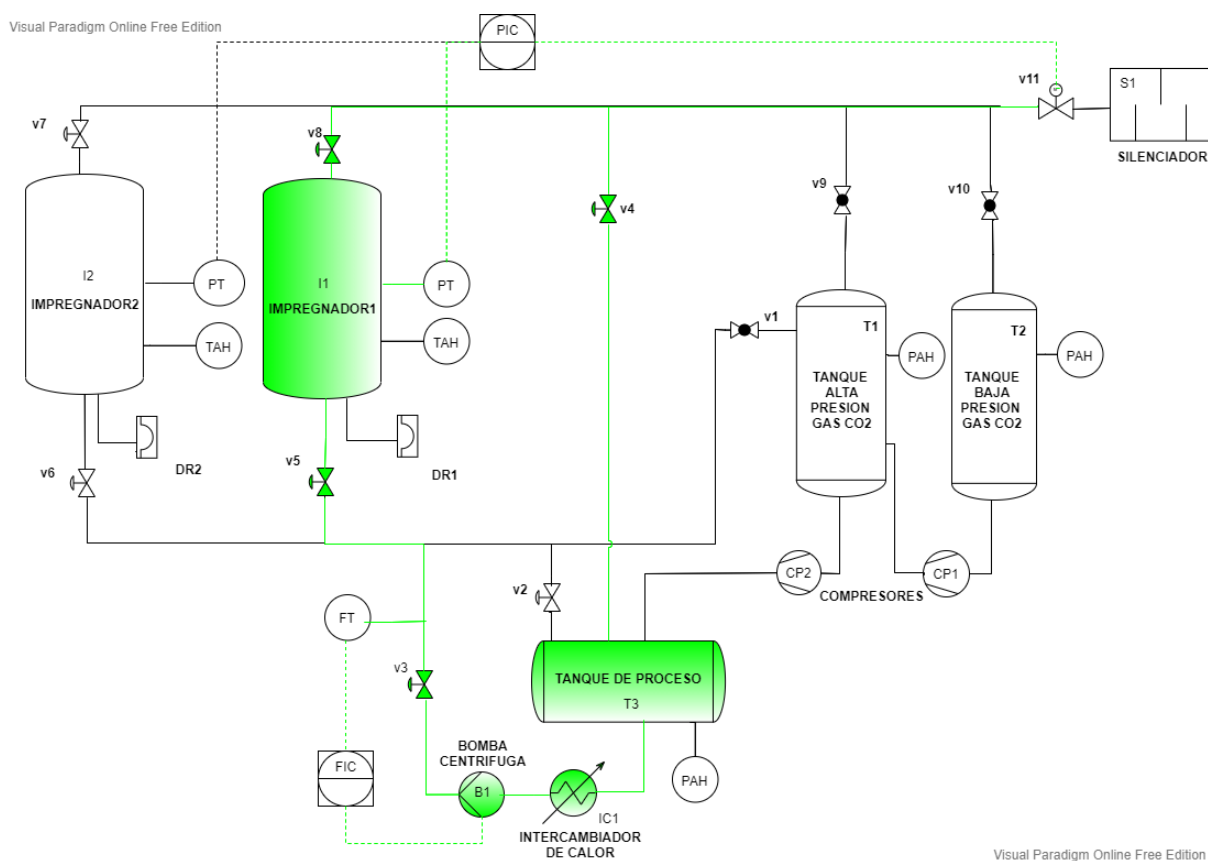 Visual Paradigm Online Free Edition
PIC
v11
S1
SILENCIADOR
v7
v8
v9
v10
v4
I2
IMPREGNADOR2
PT
TAH
I1
IMPREGNADOR1
PT
TAH
v1
T1
TANQUE
ALTA
PRESION
GAS CO2
PAH
T2
TANQUE
BAJA
PRESION
GAS CO2
PAH
v6
DR2
v5
DR1
CP2
CP1
COMPRESORES
v2
FT
v3
TANQUE DE PROCESO
T3
BOMBA
CENTRIFUGA
FIC
B1
IC1
INTERCAMBIADOR
DE CALOR
PAH
Visual Paradigm Online Free Edition